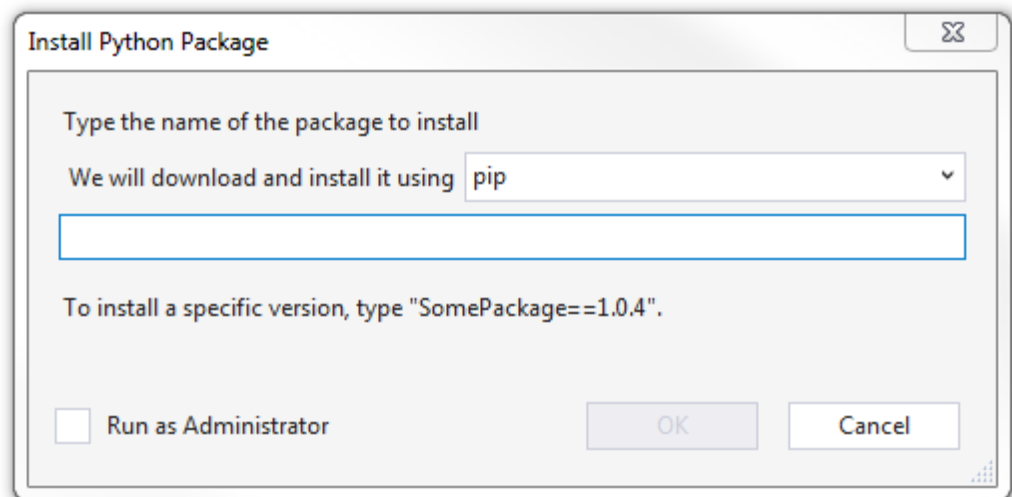 Install Python Package
Type the name of the package to install
We will download and install it using pip
To install a specific version, type "SomePackage==1.0.4".
Run as Administrator OK Cancel